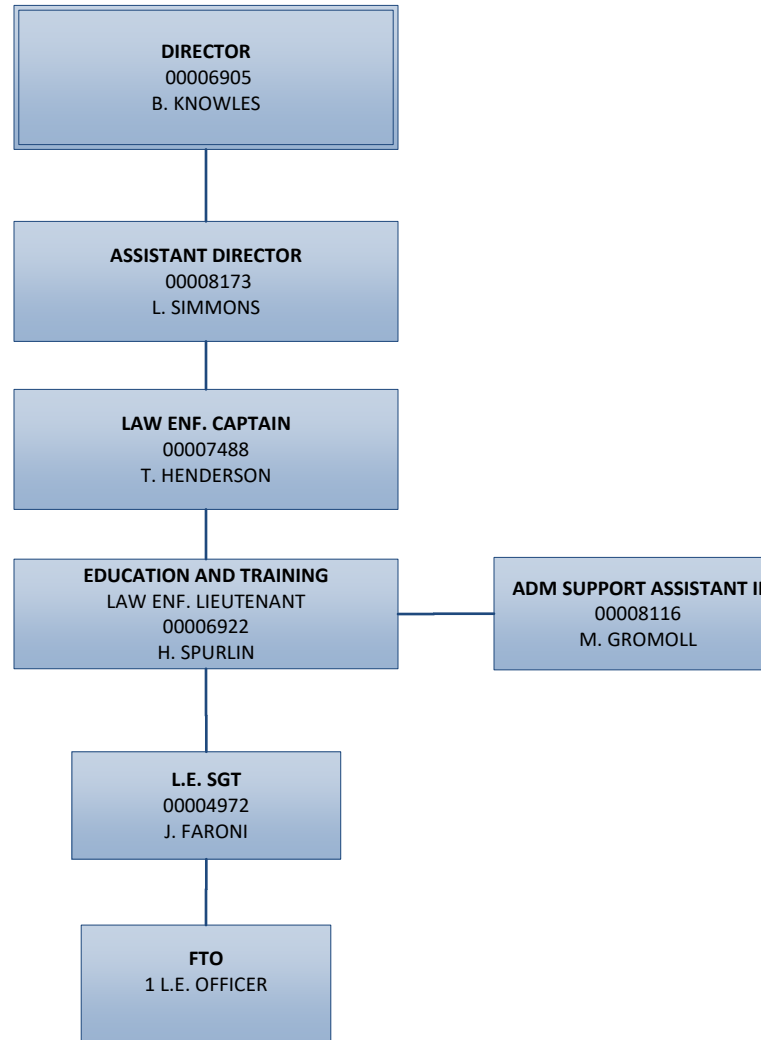 DIRECTOR
00006905
B. KNOWLES
ASSISTANT DIRECTOR
00008173
L. SIMMONS
LAW ENF. CAPTAIN
00007488
T. HENDERSON
EDUCATION AND TRAINING
LAW ENF. LIEUTENANT
00006922
H. SPURLIN
ADM SUPPORT ASSISTANT
00008116
M. GROMOLL
L.E. SGT
00004972
J. FARONI
FTO
1 L.E. OFFICER